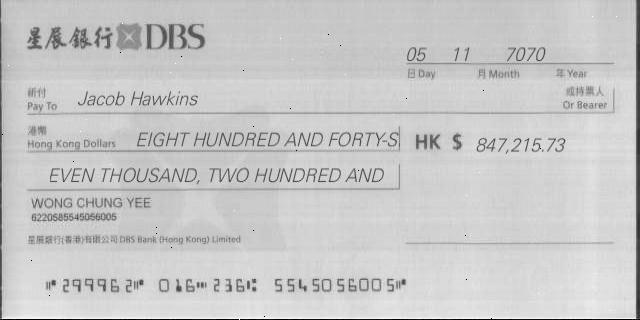 星展銀行 DBS
05 11 7070
日 Day 月 Month 年 Year
祈付 或持票人
Pay To Jacob Hawkins Or Bearer
港幣
Hong Kong Dollars EIGHT HUNDRED AND FORTY-S HK $ 847,215.73
EVEN THOUSAND, TWO HUNDRED AND
WONG CHUNG YEE
6220585545056005
星展銀行(香港)有限公司 DBS Bank (Hong Kong) Limited
⑈299962⑈ 016⑉236⑆ 5545056005⑈